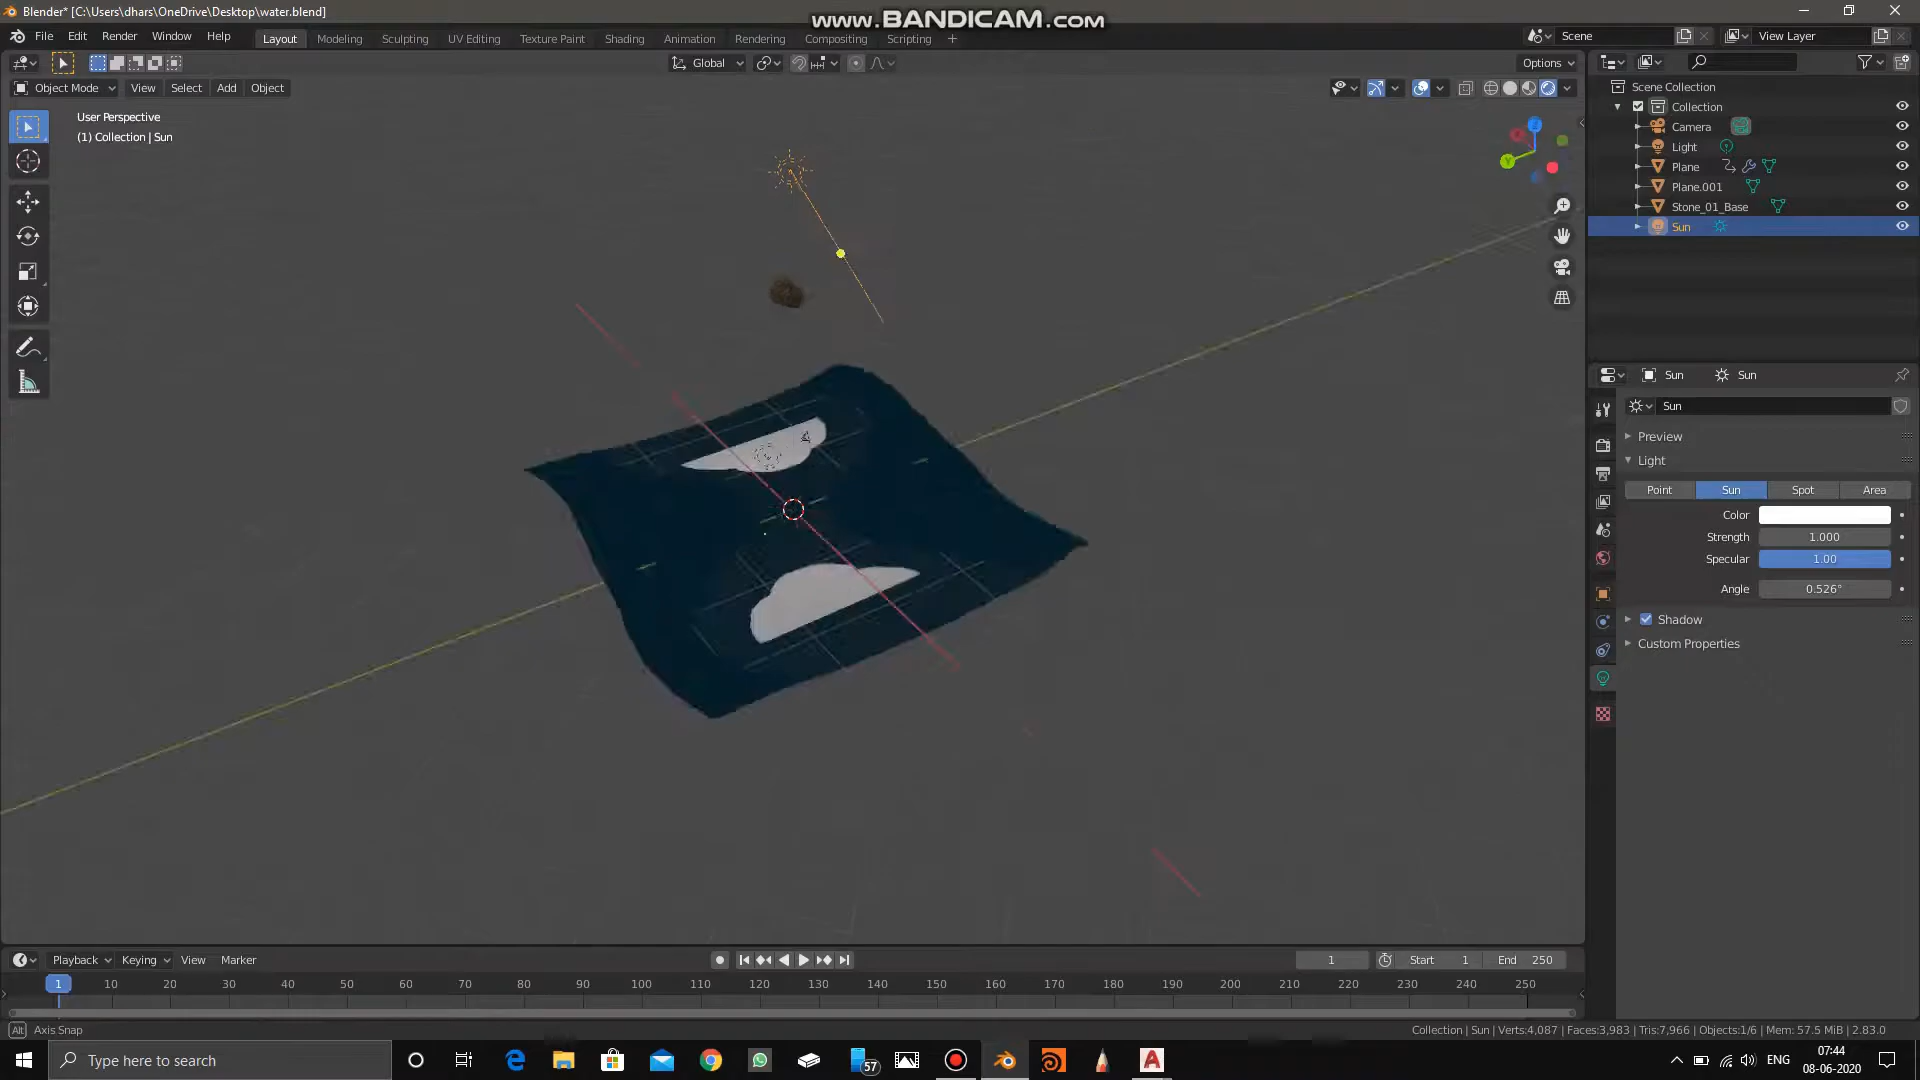 Blender* [C:\Users\dhars\OneDrive\Desktop\water.blend]
www.BANDICAM.com
File Edit Render Window Help
Layout Modeling Sculpting UV Editing Texture Paint Shading Animation Rendering Compositing Scripting +
Scene
View Layer
Global
Options
Object Mode View Select Add Object
User Perspective
(1) Collection | Sun
Scene Collection
Collection
Camera
Light
Plane
Plane.001
Stone_01_Base
Sun
Sun Sun
Sun
Preview
Light
Point Sun Spot Area
Color
Strength 1.000
Specular 1.00
Angle 0.526°
Shadow
Custom Properties
Playback Keying View Marker
1 Start 1 End 250
1 10 20 30 40 50 60 70 80 90 100 110 120 130 140 150 160 170 180 190 200 210 220 230 240 250
Alt Axis Snap
Collection | Sun | Verts:4,087 | Faces:3,983 | Tris:7,966 | Objects:1/6 | Mem: 57.5 MiB | 2.83.0
Type here to search
57
ENG
07:44
08-06-2020